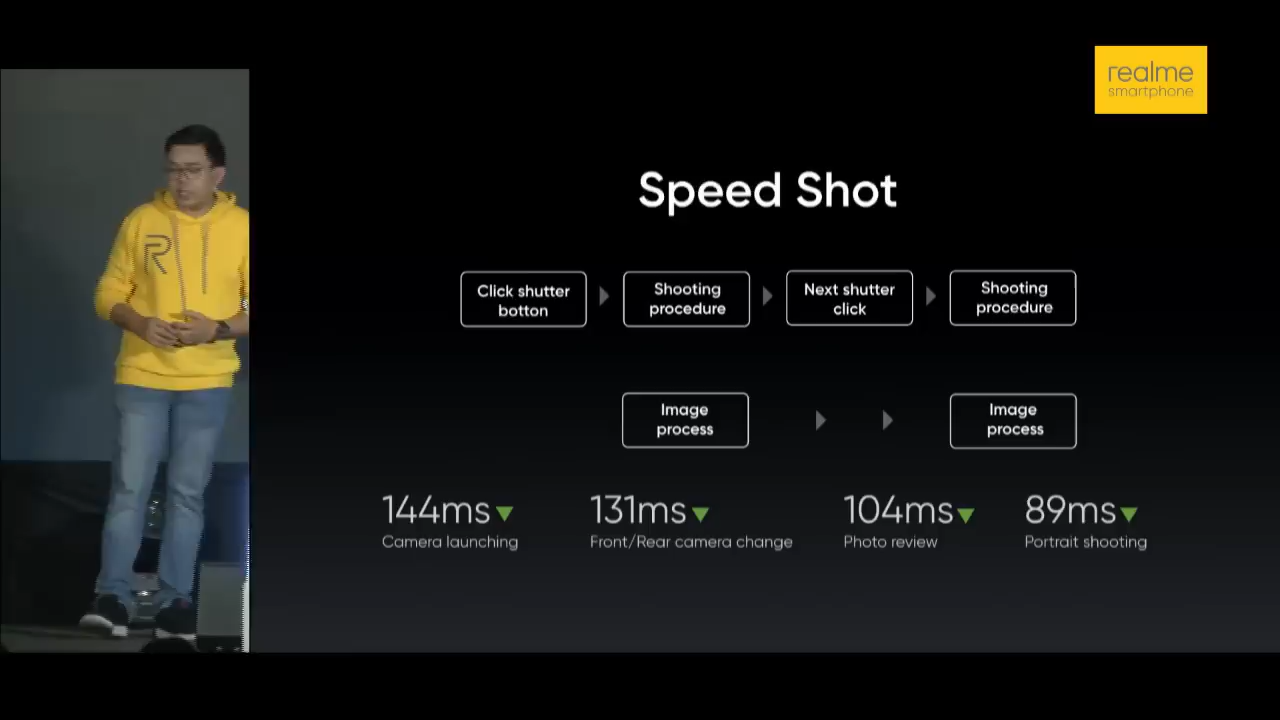 realme
smartphone
Speed Shot
Click shutter
botton
Shooting
procedure
Next shutter
click
Shooting
procedure
Image
process
Image
process
144ms
Camera launching
131ms
Front/Rear camera change
104ms
Photo review
89ms
Portrait shooting
R